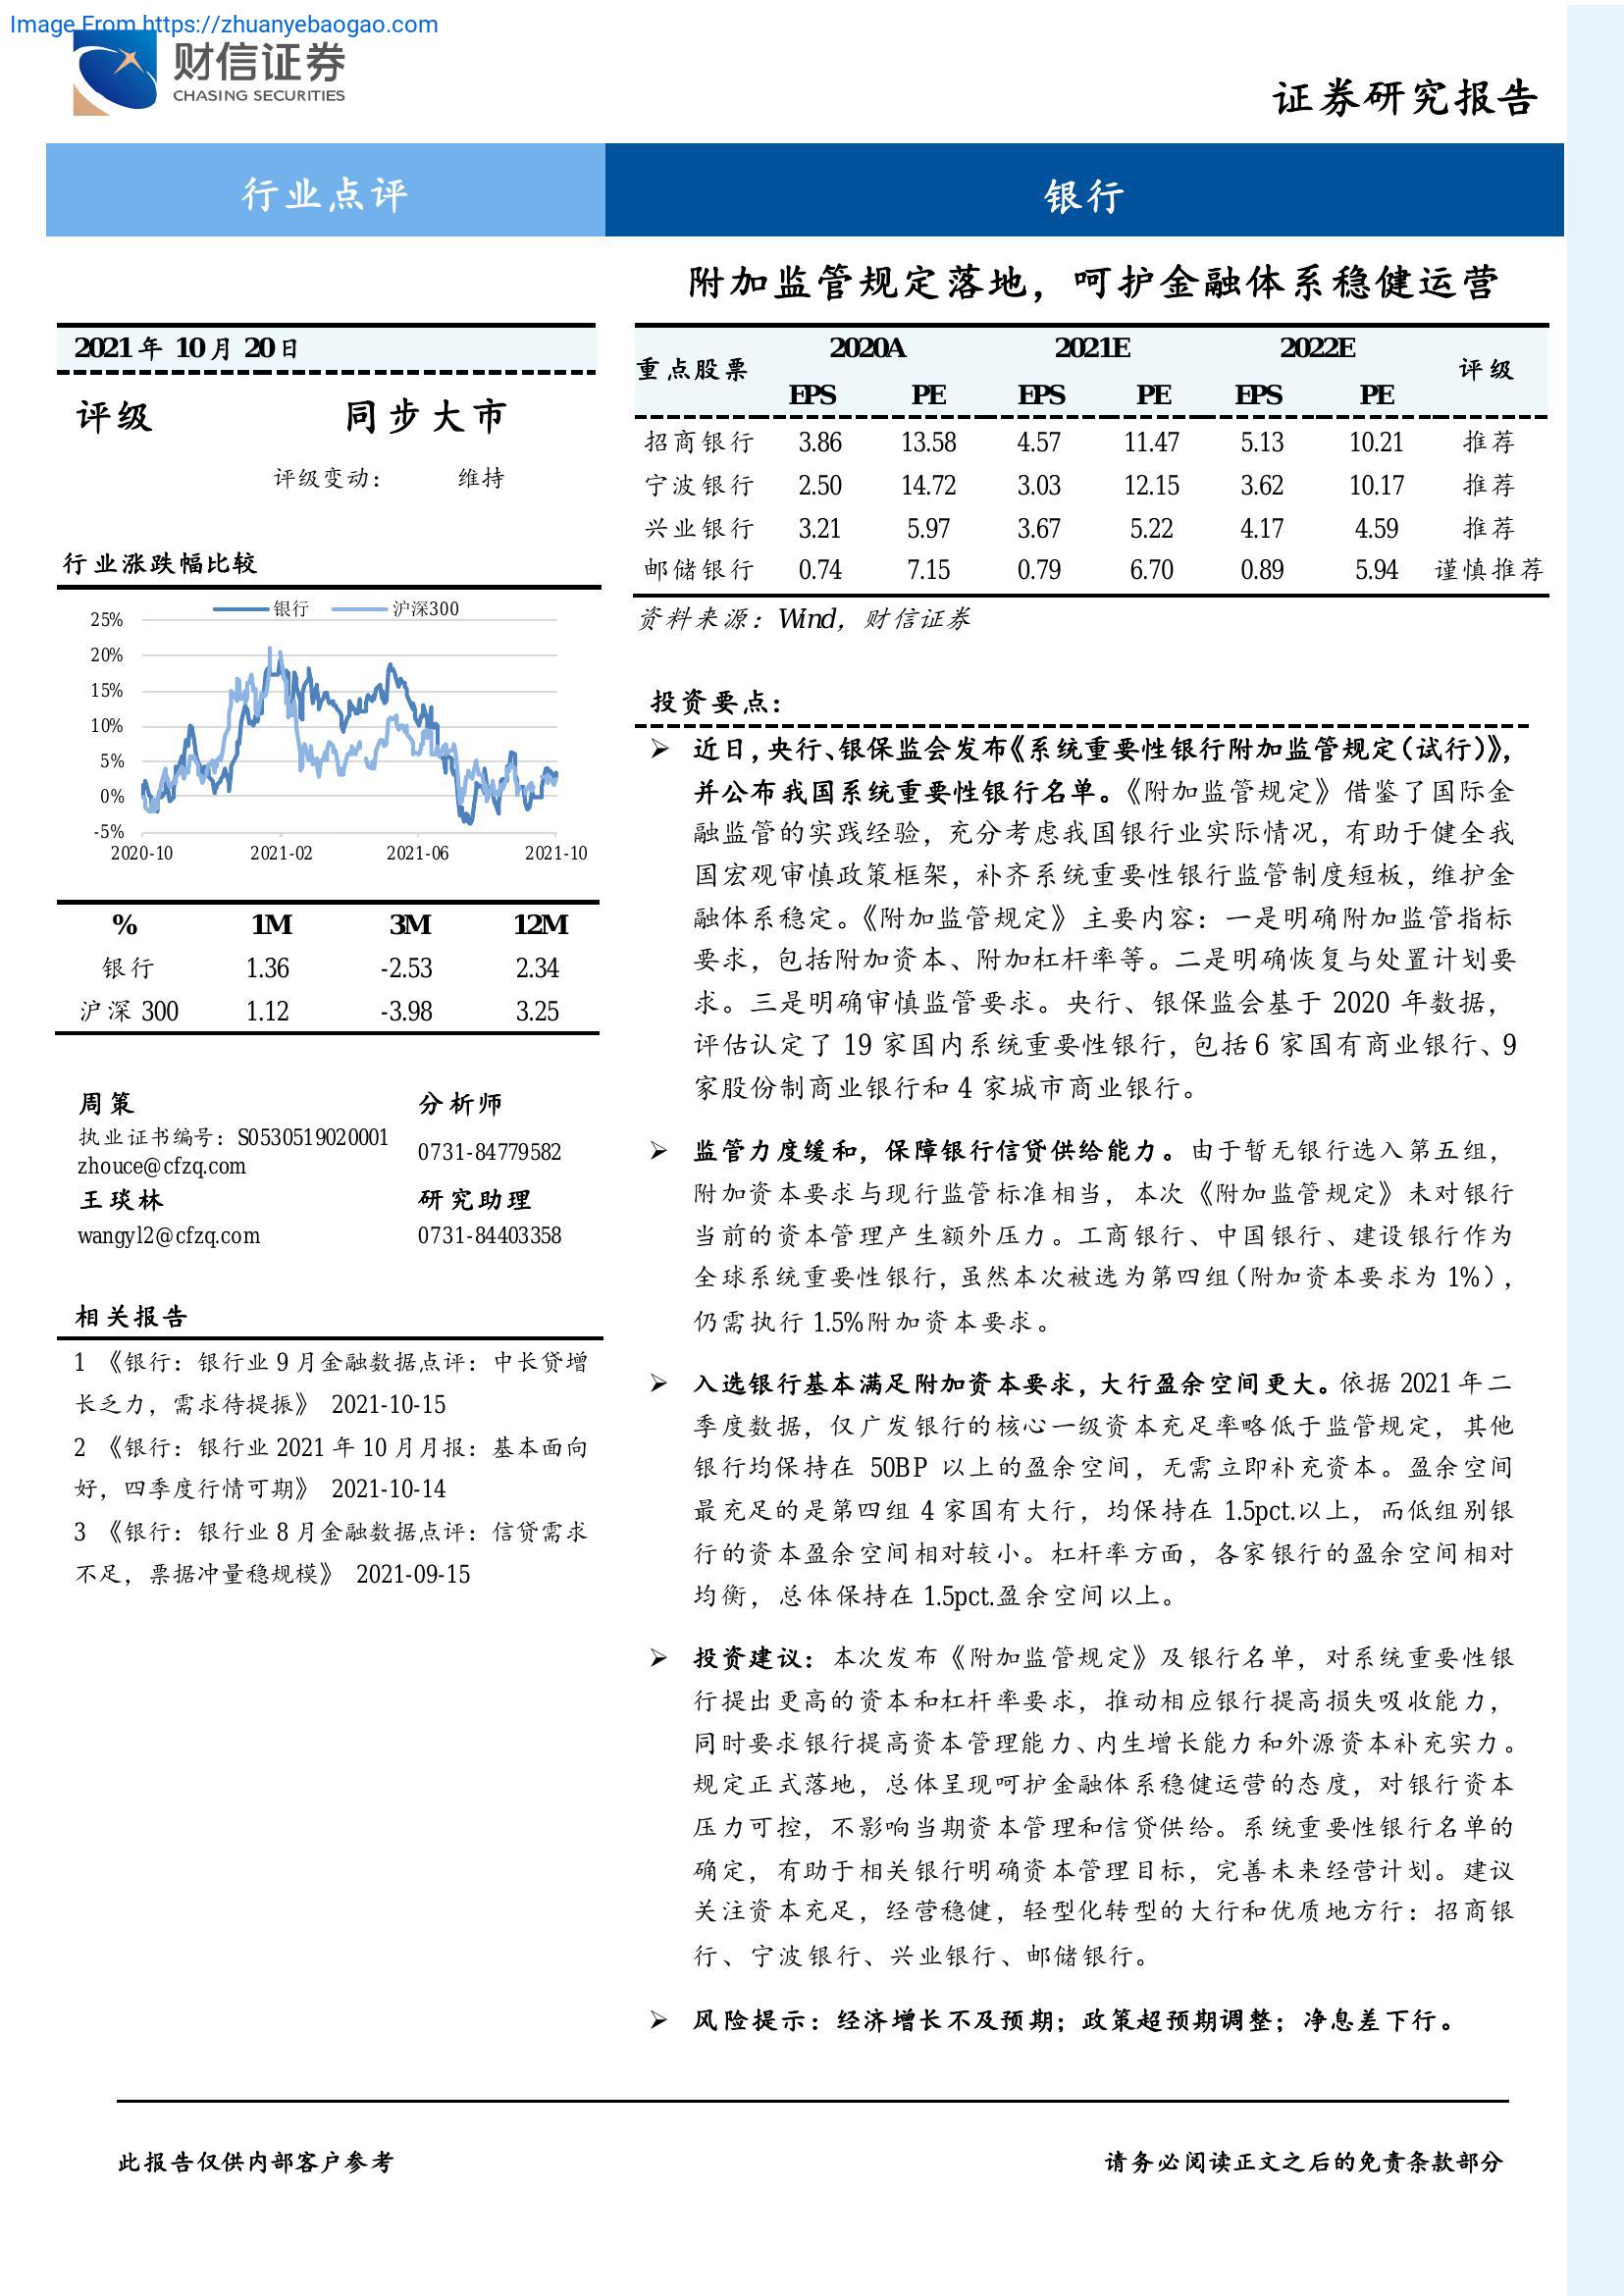 Image From https://zhuanyebaogao.com
财信证券
CHASING SECURITIES
证券研究报告
行业点评
银行
附加监管规定落地，呵护金融体系稳健运营
2021 年 10 月 20 日
评级 同步大市
评级变动： 维持
行业涨跌幅比较
银行 沪深300
25%
20%
15%
10%
5%
0%
-5%
2020-10 2021-02 2021-06 2021-10
% 1M 3M 12M
银行 1.36 -2.53 2.34
沪深 300 1.12 -3.98 3.25
周策 分析师
执业证书编号：S0530519020001 0731-84779582
zhouce@cfzq.com
王琰林 研究助理
wangyl2@cfzq.com 0731-84403358
相关报告
1 《银行：银行业 9 月金融数据点评：中长贷增
长乏力，需求待提振》 2021-10-15
2 《银行：银行业 2021 年 10 月月报：基本面向
好，四季度行情可期》 2021-10-14
3 《银行：银行业 8 月金融数据点评：信贷需求
不足，票据冲量稳规模》 2021-09-15
重点股票 2020A 2021E 2022E 评级
EPS PE EPS PE EPS PE
招商银行 3.86 13.58 4.57 11.47 5.13 10.21 推荐
宁波银行 2.50 14.72 3.03 12.15 3.62 10.17 推荐
兴业银行 3.21 5.97 3.67 5.22 4.17 4.59 推荐
邮储银行 0.74 7.15 0.79 6.70 0.89 5.94 谨慎推荐
资料来源：Wind，财信证券
投资要点：
➢ 近日，央行、银保监会发布《系统重要性银行附加监管规定（试行）》，
并公布我国系统重要性银行名单。《附加监管规定》借鉴了国际金
融监管的实践经验，充分考虑我国银行业实际情况，有助于健全我
国宏观审慎政策框架，补齐系统重要性银行监管制度短板，维护金
融体系稳定。《附加监管规定》主要内容：一是明确附加监管指标
要求，包括附加资本、附加杠杆率等。二是明确恢复与处置计划要
求。三是明确审慎监管要求。央行、银保监会基于 2020 年数据，
评估认定了 19 家国内系统重要性银行，包括 6 家国有商业银行、9
家股份制商业银行和 4 家城市商业银行。
➢ 监管力度缓和，保障银行信贷供给能力。由于暂无银行选入第五组，
附加资本要求与现行监管标准相当，本次《附加监管规定》未对银行
当前的资本管理产生额外压力。工商银行、中国银行、建设银行作为
全球系统重要性银行，虽然本次被选为第四组（附加资本要求为 1%），
仍需执行 1.5%附加资本要求。
➢ 入选银行基本满足附加资本要求，大行盈余空间更大。依据 2021 年二
季度数据，仅广发银行的核心一级资本充足率略低于监管规定，其他
银行均保持在 50BP 以上的盈余空间，无需立即补充资本。盈余空间
最充足的是第四组 4 家国有大行，均保持在 1.5pct.以上，而低组别银
行的资本盈余空间相对较小。杠杆率方面，各家银行的盈余空间相对
均衡，总体保持在 1.5pct.盈余空间以上。
➢ 投资建议：本次发布《附加监管规定》及银行名单，对系统重要性银
行提出更高的资本和杠杆率要求，推动相应银行提高损失吸收能力，
同时要求银行提高资本管理能力、内生增长能力和外源资本补充实力。
规定正式落地，总体呈现呵护金融体系稳健运营的态度，对银行资本
压力可控，不影响当期资本管理和信贷供给。系统重要性银行名单的
确定，有助于相关银行明确资本管理目标，完善未来经营计划。建议
关注资本充足，经营稳健，轻型化转型的大行和优质地方行：招商银
行、宁波银行、兴业银行、邮储银行。
➢ 风险提示：经济增长不及预期；政策超预期调整；净息差下行。
此报告仅供内部客户参考
请务必阅读正文之后的免责条款部分